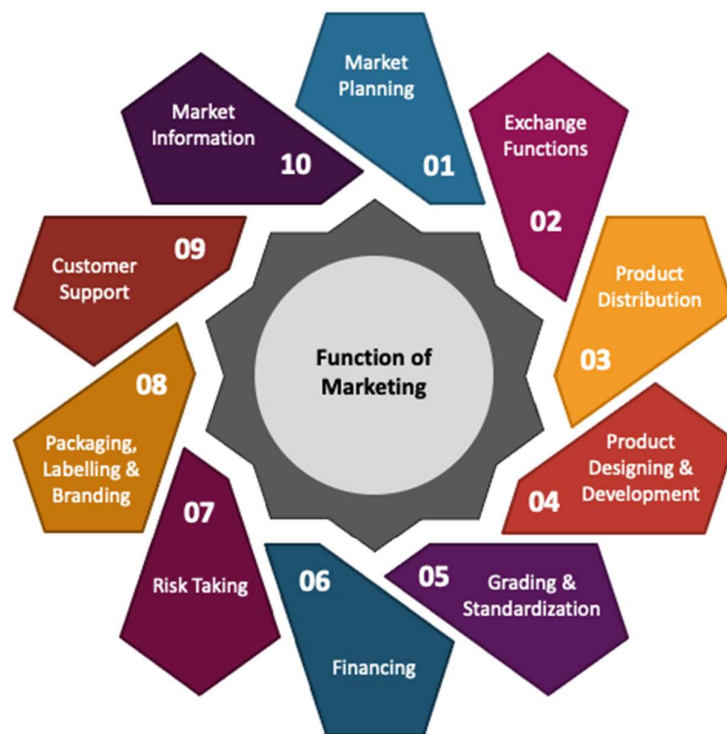 Function of
Marketing
Market
Planning
01
Exchange
Functions
02
Product
Distribution
03
Product
Designing &
Development
04
05
Grading &
Standardization
06
Financing
07
Risk Taking
08
Packaging,
Labelling &
Branding
09
Customer
Support
Market
Information
10